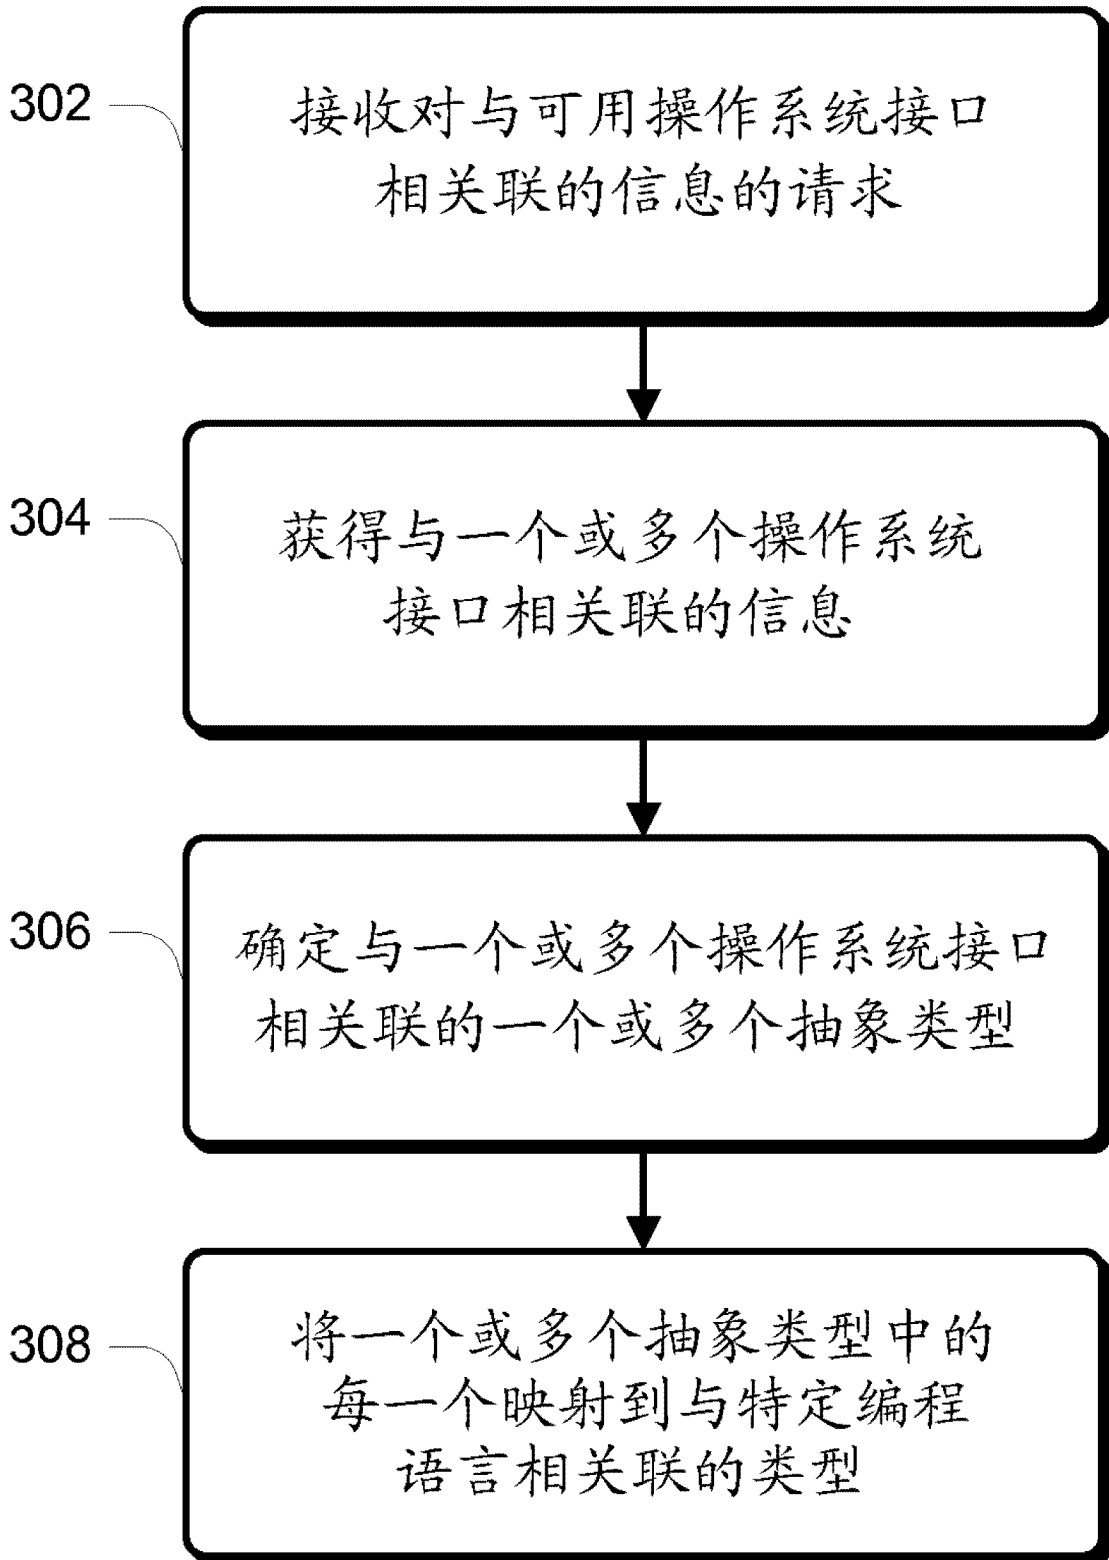 302
接收对与可用操作系统接口
相关联的信息的请求
304
获得与一个或多个操作系统
接口相关联的信息
306
确定与一个或多个操作系统接口
相关联的一个或多个抽象类型
308
将一个或多个抽象类型中的
每一个映射到与特定编程
语言相关联的类型